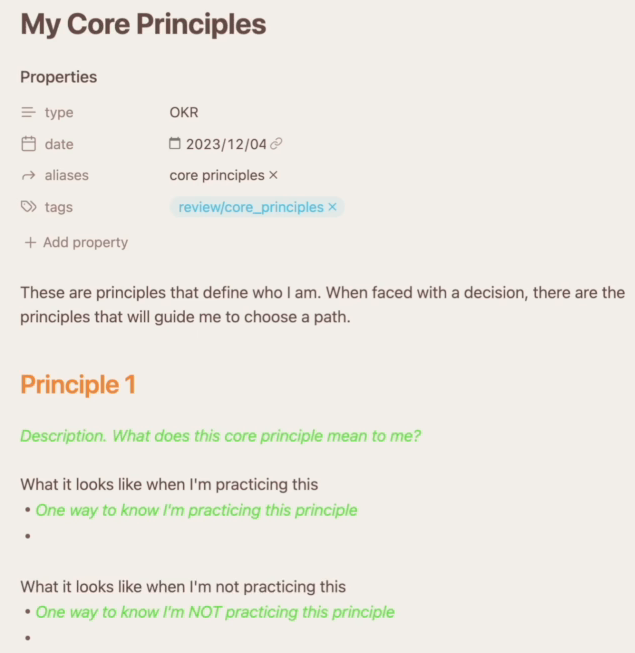 My Core Principles
Properties
type OKR
date 2023/12/04
aliases core principles ×
tags review/core_principles ×
+ Add property
These are principles that define who I am. When faced with a decision, there are the
principles that will guide me to choose a path.
Principle 1
Description. What does this core principle mean to me?
What it looks like when I'm practicing this
• One way to know I'm practicing this principle
•
What it looks like when I'm not practicing this
• One way to know I'm NOT practicing this principle
•